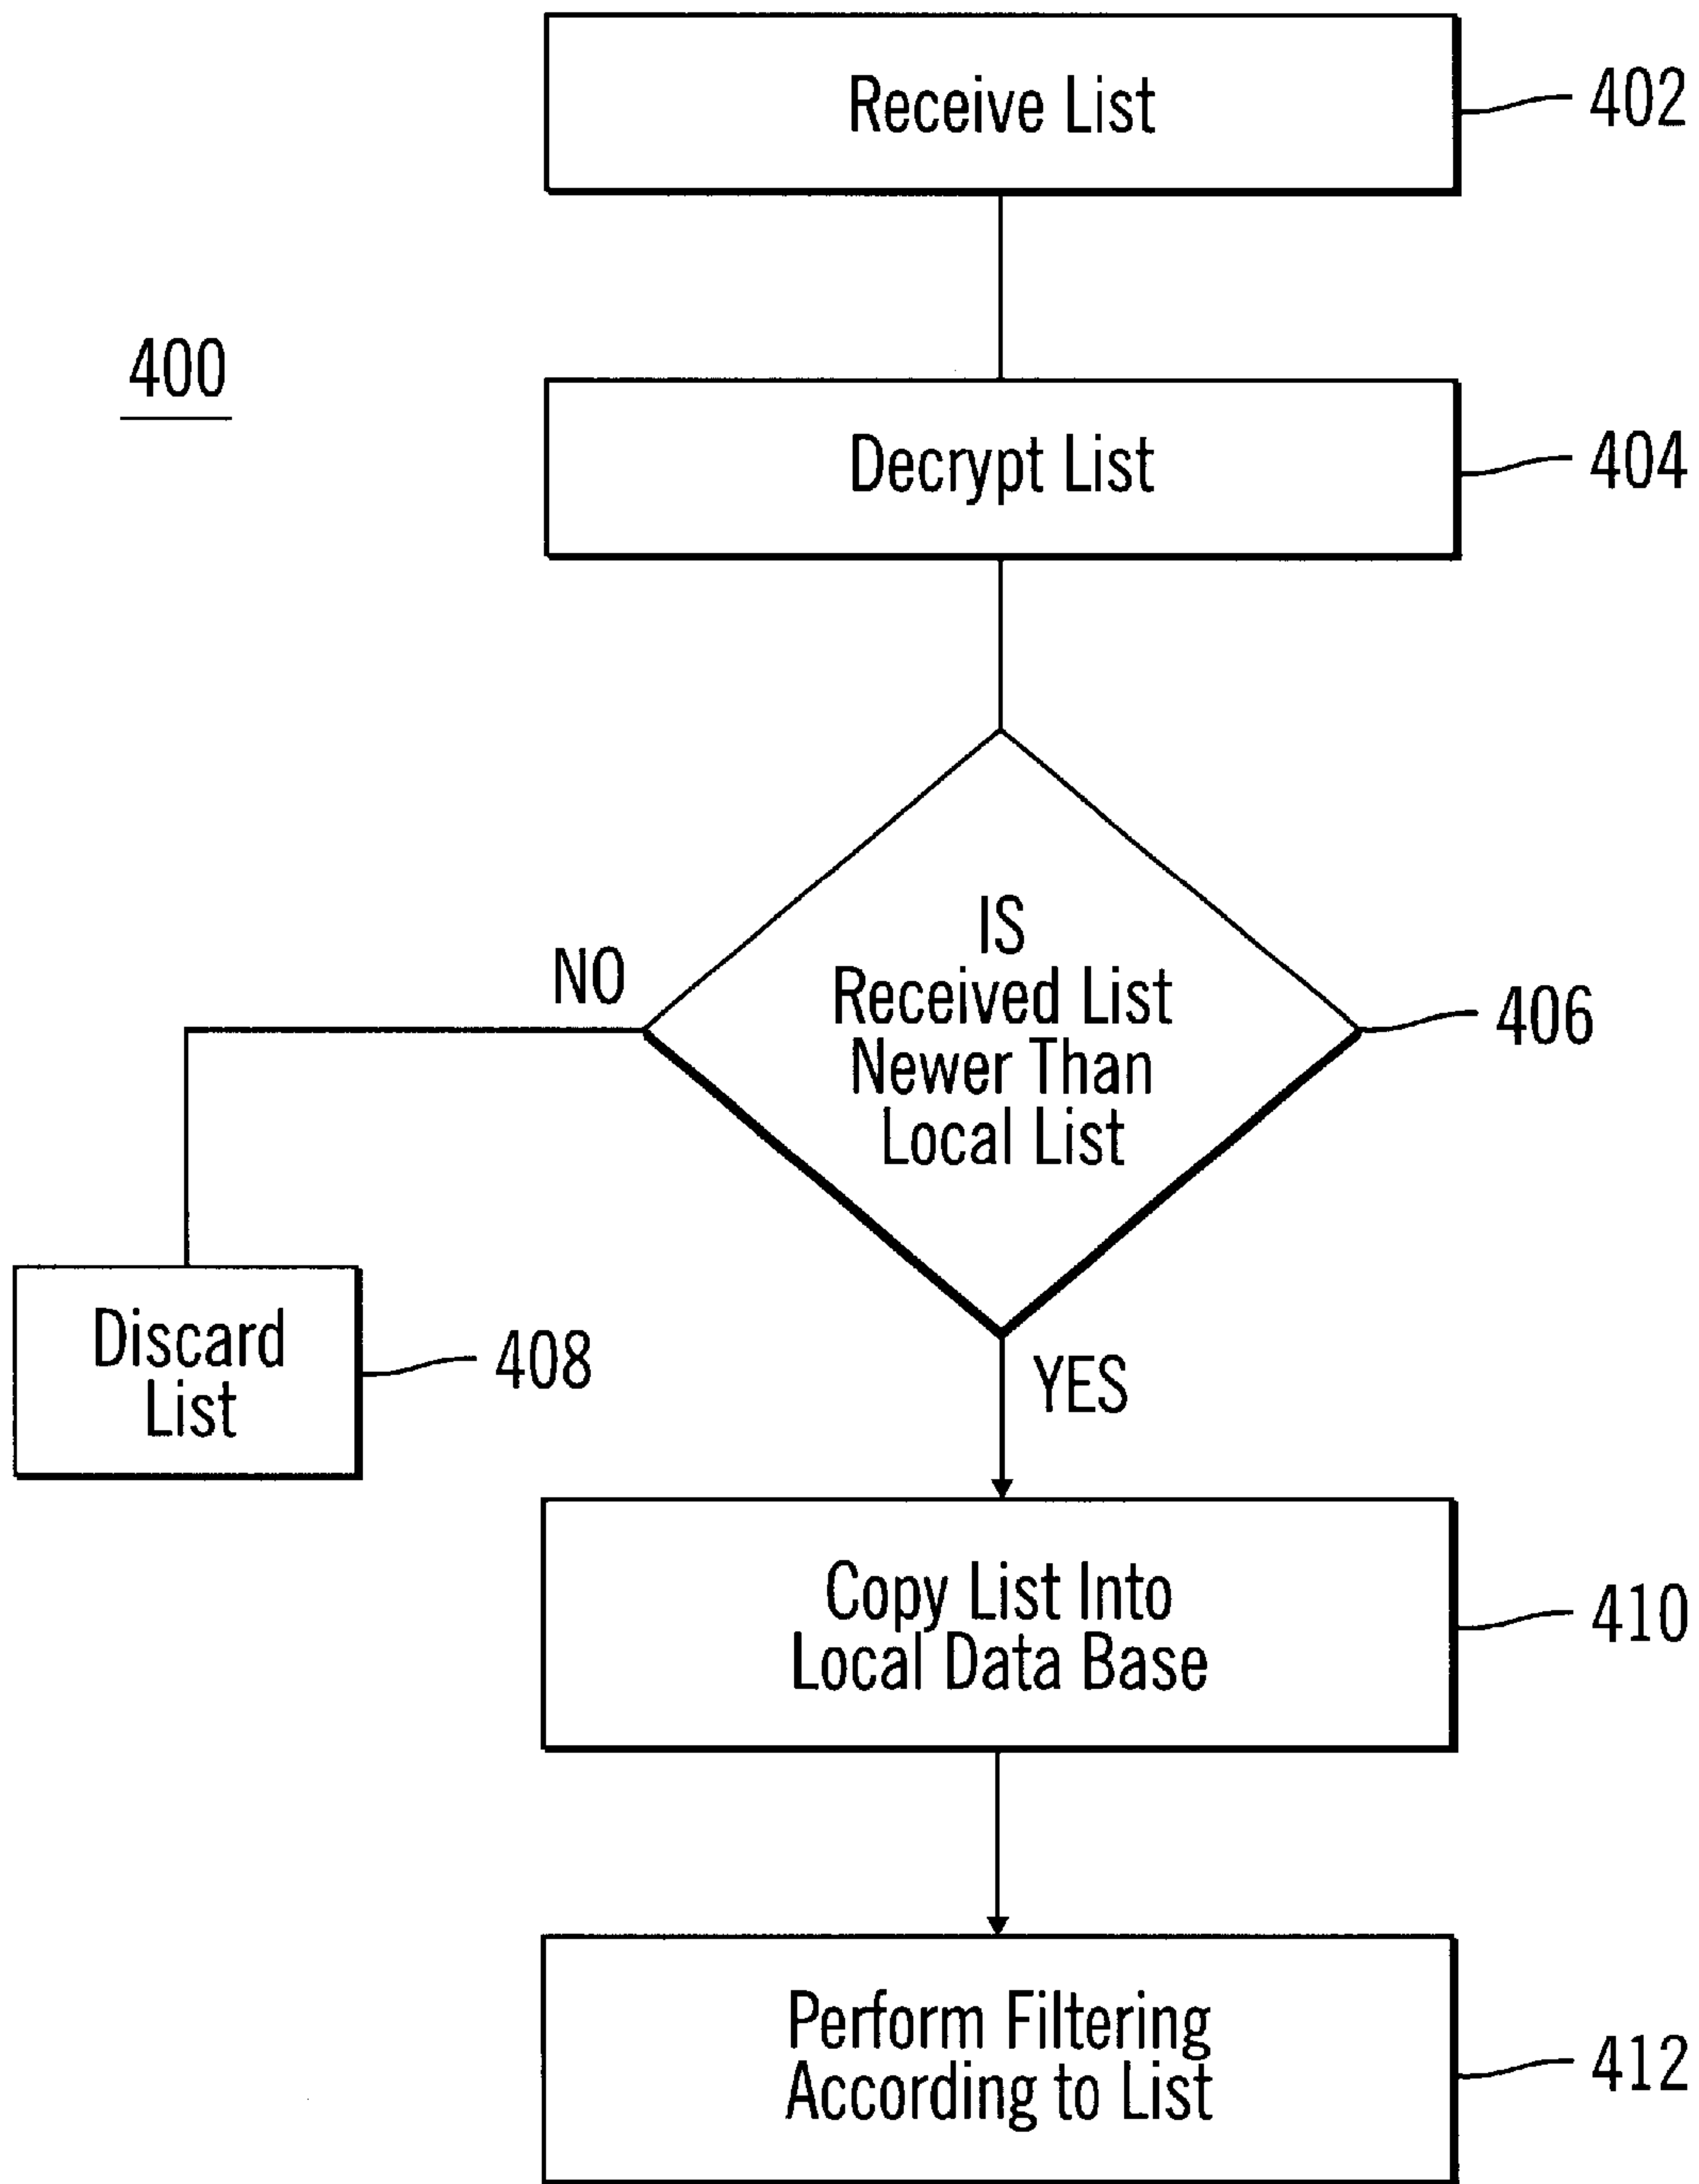 Receive List
402
400
Decrypt List
404
IS
Received List
Newer Than
Local List
NO
406
Discard
List
408
YES
Copy List Into
Local Data Base
410
Perform Filtering
According to List
412